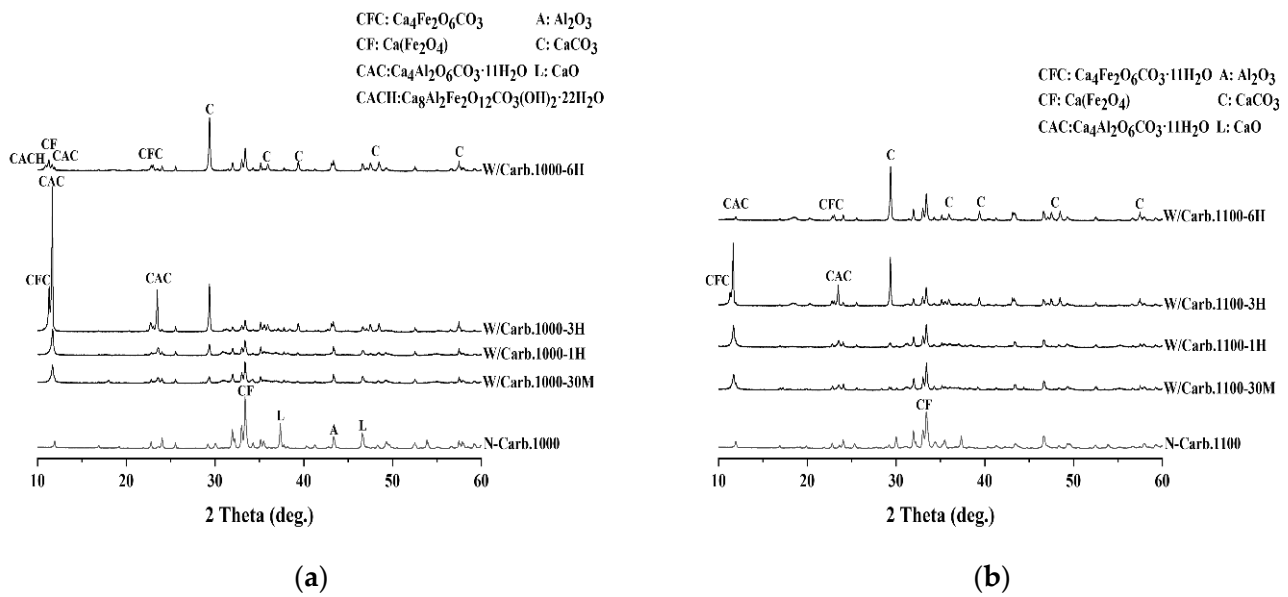 CFC: Ca4Fe2O6CO3 A: Al2O3
CF: Ca(Fe2O4) C: CaCO3
CAC:Ca4Al2O6CO3·11H2O L: CaO
CACH:Ca8Al2Fe2O12CO3(OH)2·22H2O
C
CF
CACH CAC CFC C C C C
W/Carb.1000-6H
CAC
CFC CAC
W/Carb.1000-3H
W/Carb.1000-1H
W/Carb.1000-30M
CF
L A L
N-Carb.1000
10 20 30 40 50 60
2 Theta (deg.)
(a)
CFC: Ca4Fe2O6CO3·11H2O A: Al2O3
CF: Ca(Fe2O4) C: CaCO3
CAC:Ca4Al2O6CO3·11H2O L: CaO
C
CAC CFC C C C C
W/Carb.1100-6H
CFC CAC
W/Carb.1100-3H
W/Carb.1100-1H
W/Carb.1100-30M
CF
N-Carb.1100
10 20 30 40 50 60
2 Theta (deg.)
(b)